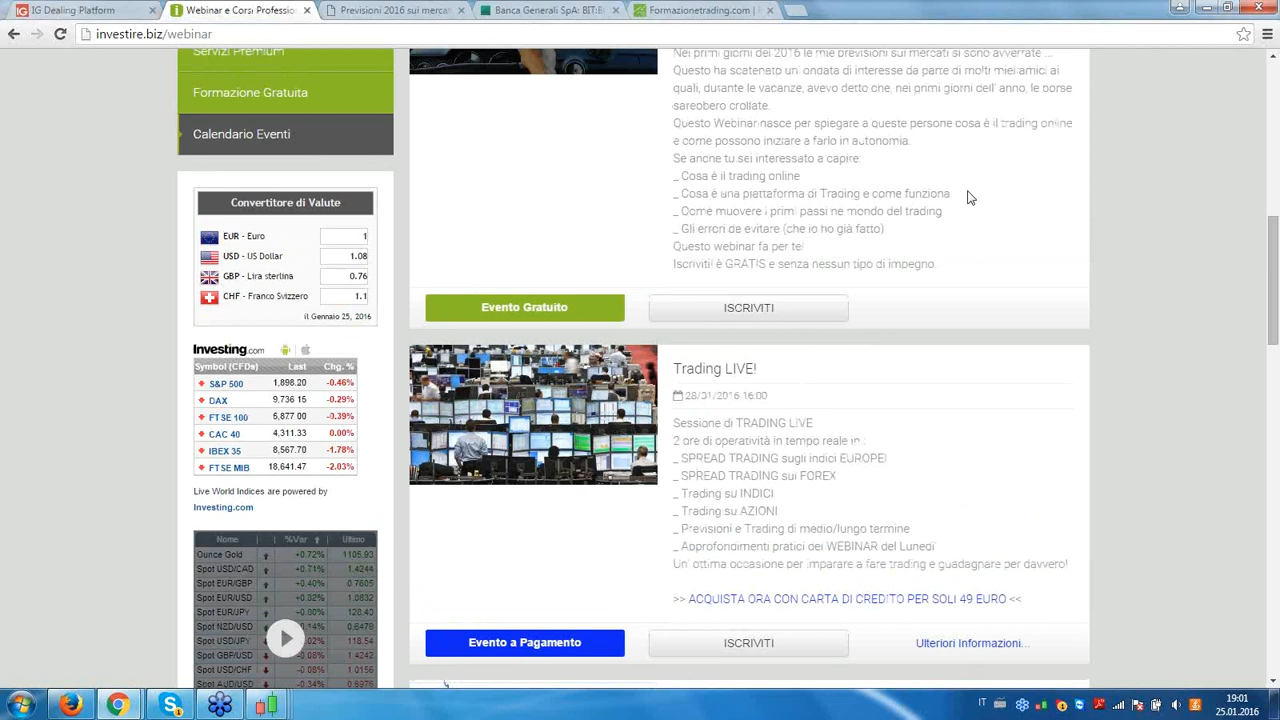 IG Dealing Platform
Webinar e Corsi Professio
Previsioni 2016 sui mercat
Banca Generali SpA: BIT:E
Formazionetrading.com | F
investire.biz/webinar
Servizi Premium
Formazione Gratuita
Calendario Eventi
Convertitore di Valute
EUR - Euro 1
USD - US Dollar 1.08
GBP - Lira sterlina 0.76
CHF - Franco Svizzero 1.1
il Gennaio 25, 2016
Investing.com
Symbol (CFDs) Last Chg. %
S&P 500 1,898.20 -0.46%
DAX 9,736.15 -0.29%
FTSE 100 5,877.00 -0.39%
CAC 40 4,311.33 0.00%
IBEX 35 8,567.70 -1.78%
FTSE MIB 18,641.47 -2.03%
Live World Indices are powered by
Investing.com
Nome %Var Ultimo
Ounce Gold +0.72% 1105.93
Spot USD/CAD +0.71% 1.4244
Spot EUR/GBP +0.40% 0.7605
Spot EUR/USD +0.32% 1.0832
Spot EUR/JPY +0.80% 128.40
Spot NZD/USD 0.6479
Spot USD/JPY 118.54
Spot GBP/USD -0.08% 1.4242
Spot USD/CHF -0.08% 1.0156
Spot AUD/USD -0.34% 0.6976
Nei primi giorni del 2016 le mie previsioni sui mercati si sono avverate ...
Questo ha scatenato un' ondata di interesse da parte di molti miei amici ai
quali, durante le vacanze, avevo detto che, nei primi giorni dell' anno, le borse
sarebbero crollate.
Questo Webinar nasce per spiegare a queste persone cosa è il trading online
e come possono iniziare a farlo in autonomia.
Se anche tu sei interessato a capire:
_ Cosa è il trading online
_ Cosa è una piattaforma di Trading e come funziona
_ Come muovere i primi passi ne mondo del trading
_ Gli errori de evitare (che io ho già fatto)
Questo webinar fa per te!
Iscriviti! è GRATIS e senza nessun tipo di impegno.
Evento Gratuito
ISCRIVITI
Trading LIVE!
28/01/2016 16:00
Sessione di TRADING LIVE
2 ore di operatività in tempo reale in :
_ SPREAD TRADING sugli indici EUROPEI
_ SPREAD TRADING sul FOREX
_ Trading su INDICI
_ Trading su AZIONI
_ Previsioni e Trading di medio/lungo termine
_ Approfondimenti pratici dei WEBINAR del Lunedì
Un' ottima occasione per imparare a fare trading e guadagnare per davvero!
>> ACQUISTA ORA CON CARTA DI CREDITO PER SOLI 49 EURO <<
Evento a Pagamento
ISCRIVITI
Ulteriori Informazioni...
IT
19:01
25.01.2016